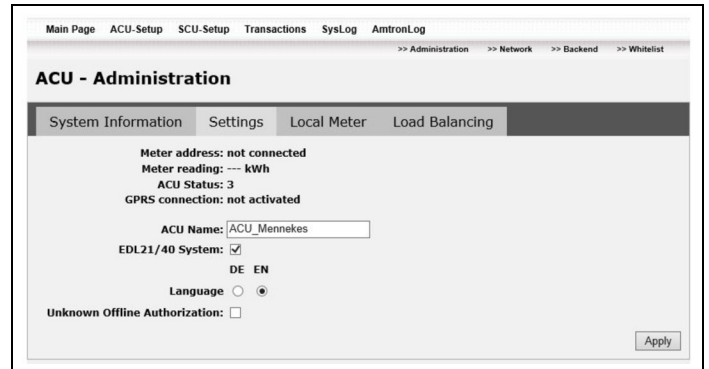 Main Page ACU-Setup SCU-Setup Transactions SysLog AmtronLog
>> Administration >> Network >> Backend >> Whitelist
ACU - Administration
System Information Settings Local Meter Load Balancing
Meter address: not connected
Meter reading: --- kWh
ACU Status: 3
GPRS connection: not activated
ACU Name: ACU_Mennekes
EDL21/40 System:
DE EN
Language
Unknown Offline Authorization:
Apply